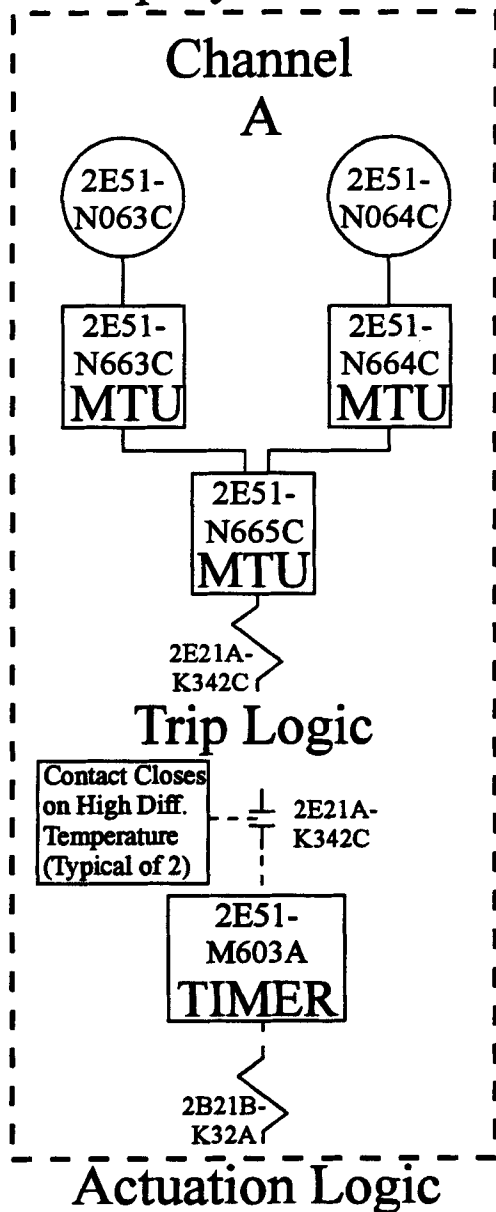 Channel
A
2E51-
N063C
2E51-
N064C
2E51-
N663C
MTU
2E51-
N664C
MTU
2E51-
N665C
MTU
2E21A-
K342C
Trip Logic
Contact Closes
on High Diff.
Temperature
(Typical of 2)
2E21A-
K342C
2E51-
M603A
TIMER
2B21B-
K32A
Actuation Logic